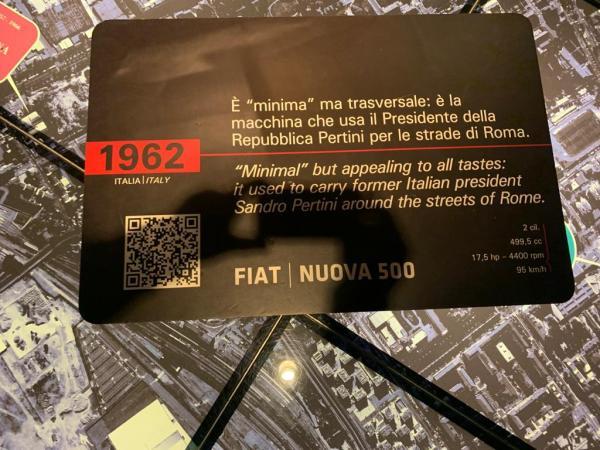 È “minima” ma trasversale: è la
macchina che usa il Presidente della
Repubblica Pertini per le strade di Roma.
1962
ITALIA | ITALY
“Minimal” but appealing to all tastes:
it used to carry former Italian president
Sandro Pertini around the streets of Rome.
FIAT | NUOVA 500
2 cil.
499,5 cc
17,5 hp – 4400 rpm
95 km/h